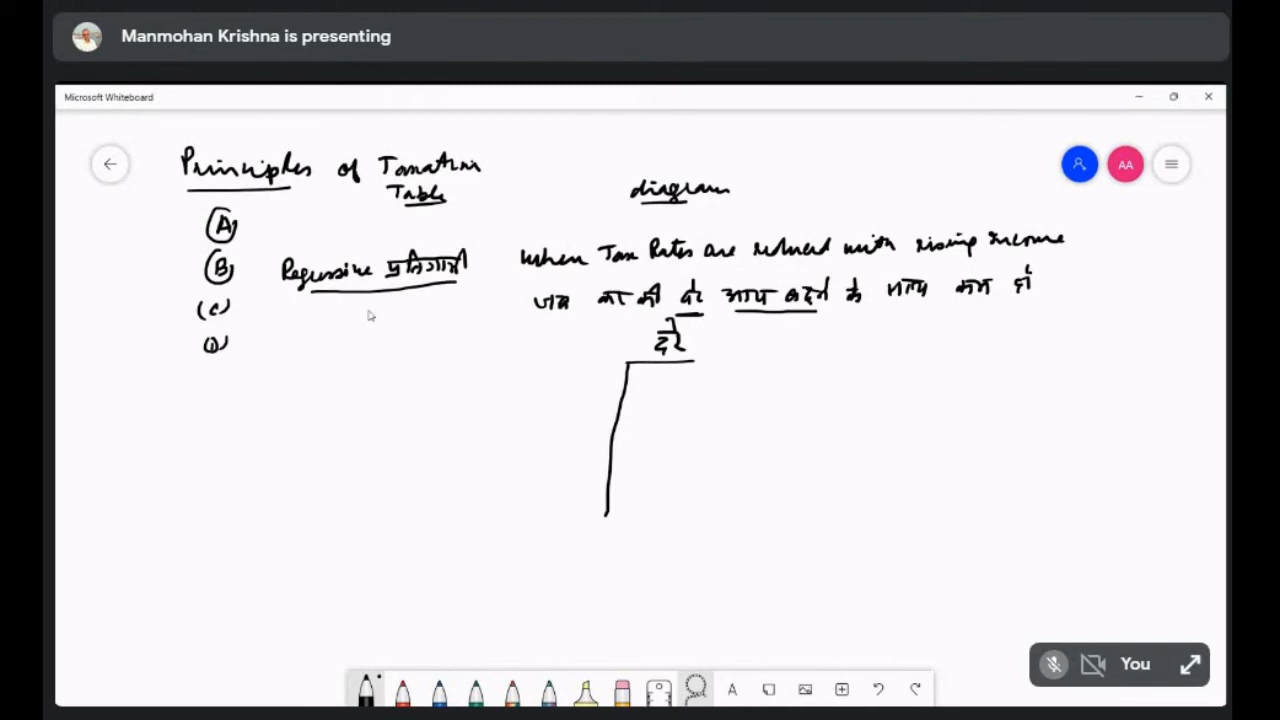 Manmohan Krishna is presenting
Microsoft Whiteboard
AA
Principles of Taxation
Table
diagram
(A)
(B) Regressive प्रतिगामी
When Tax Rates are reduced with rising income
जब कर की दरें आय बढ़ने के साथ कम हों
(C)
(D)
दरें
A
You